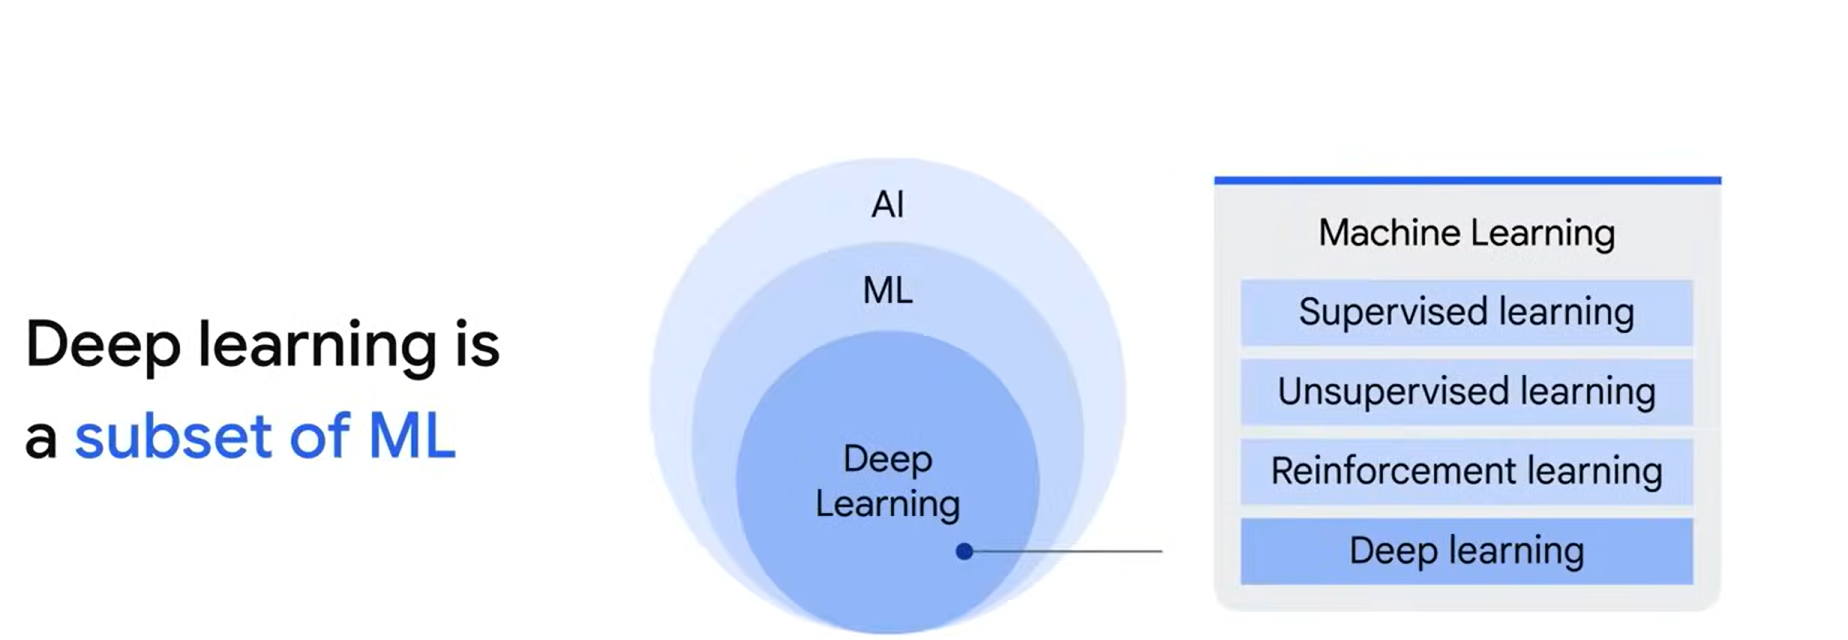 Deep learning is
a subset of ML
AI
ML
Deep
Learning
Machine Learning
Supervised learning
Unsupervised learning
Reinforcement learning
Deep learning